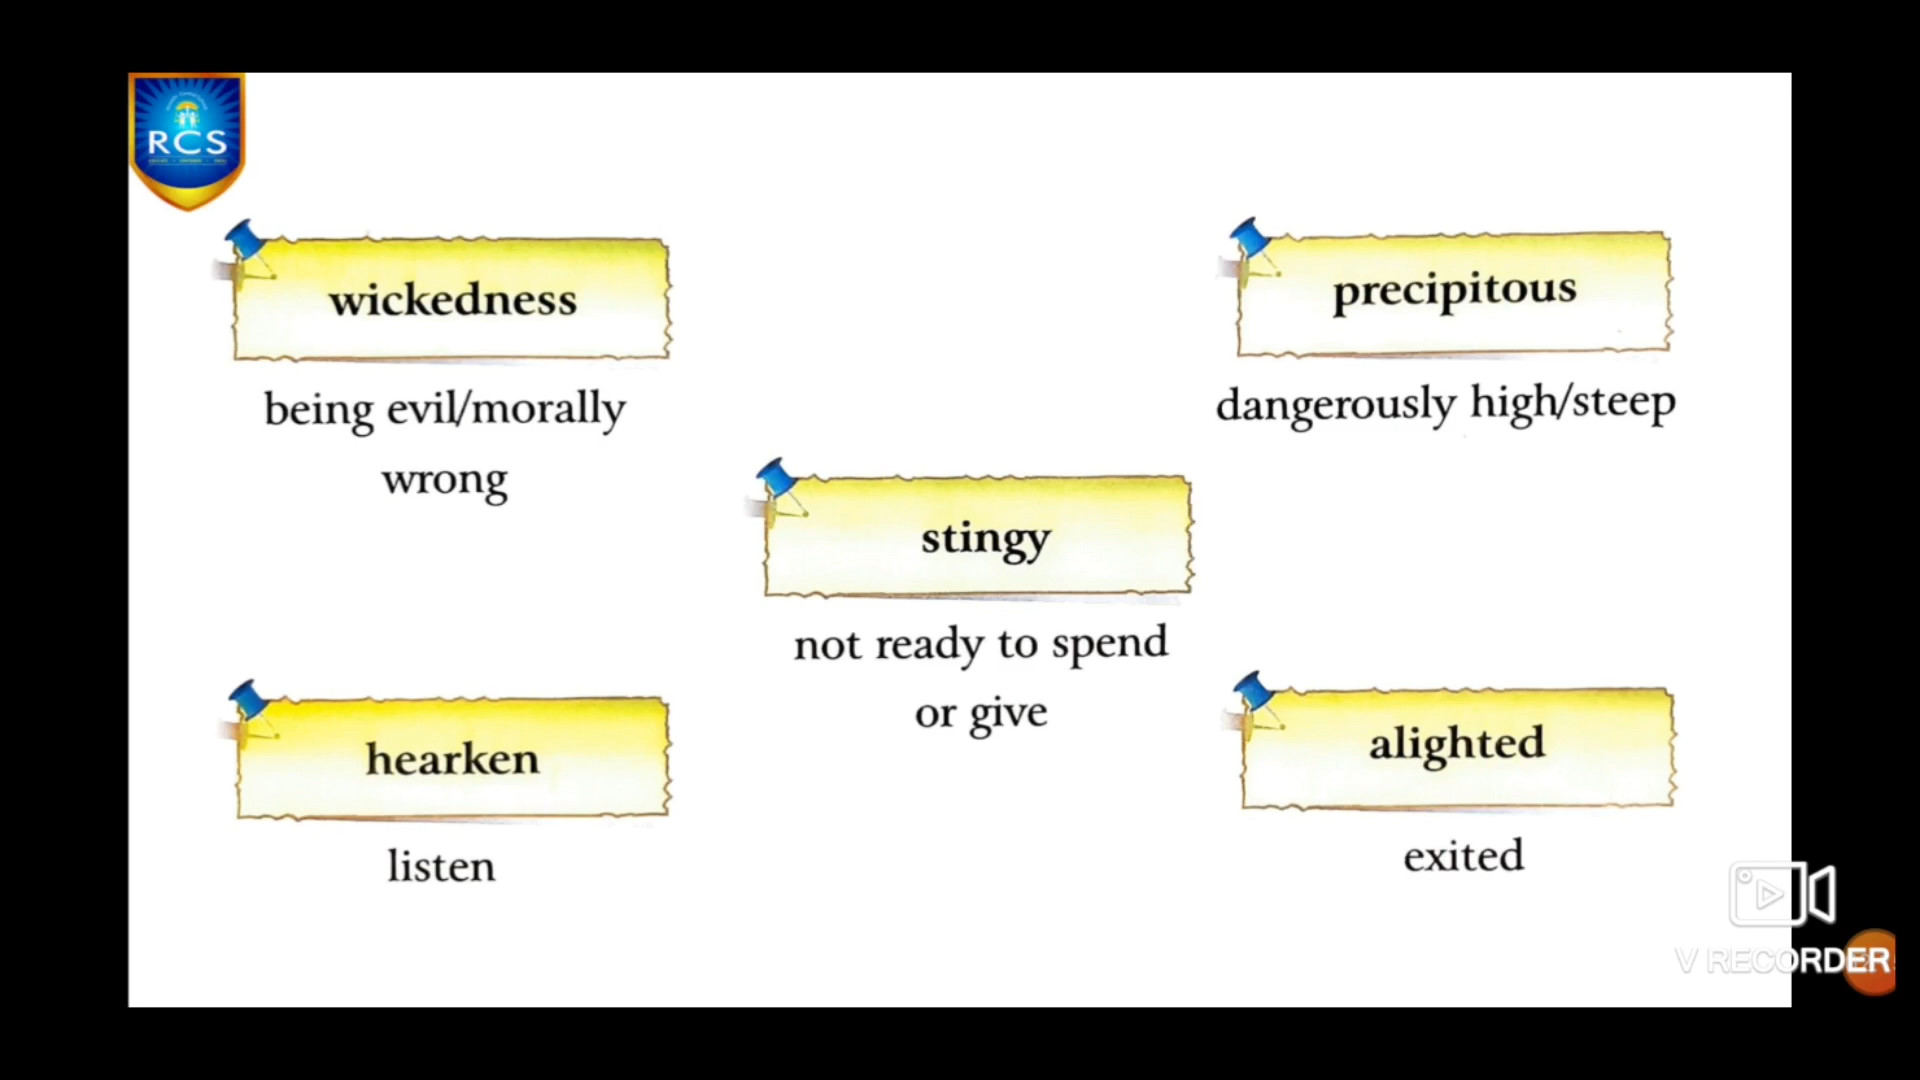 RCS
wickedness
being evil/morally
wrong
precipitous
dangerously high/steep
stingy
not ready to spend
or give
hearken
listen
alighted
exited
V RECORDER